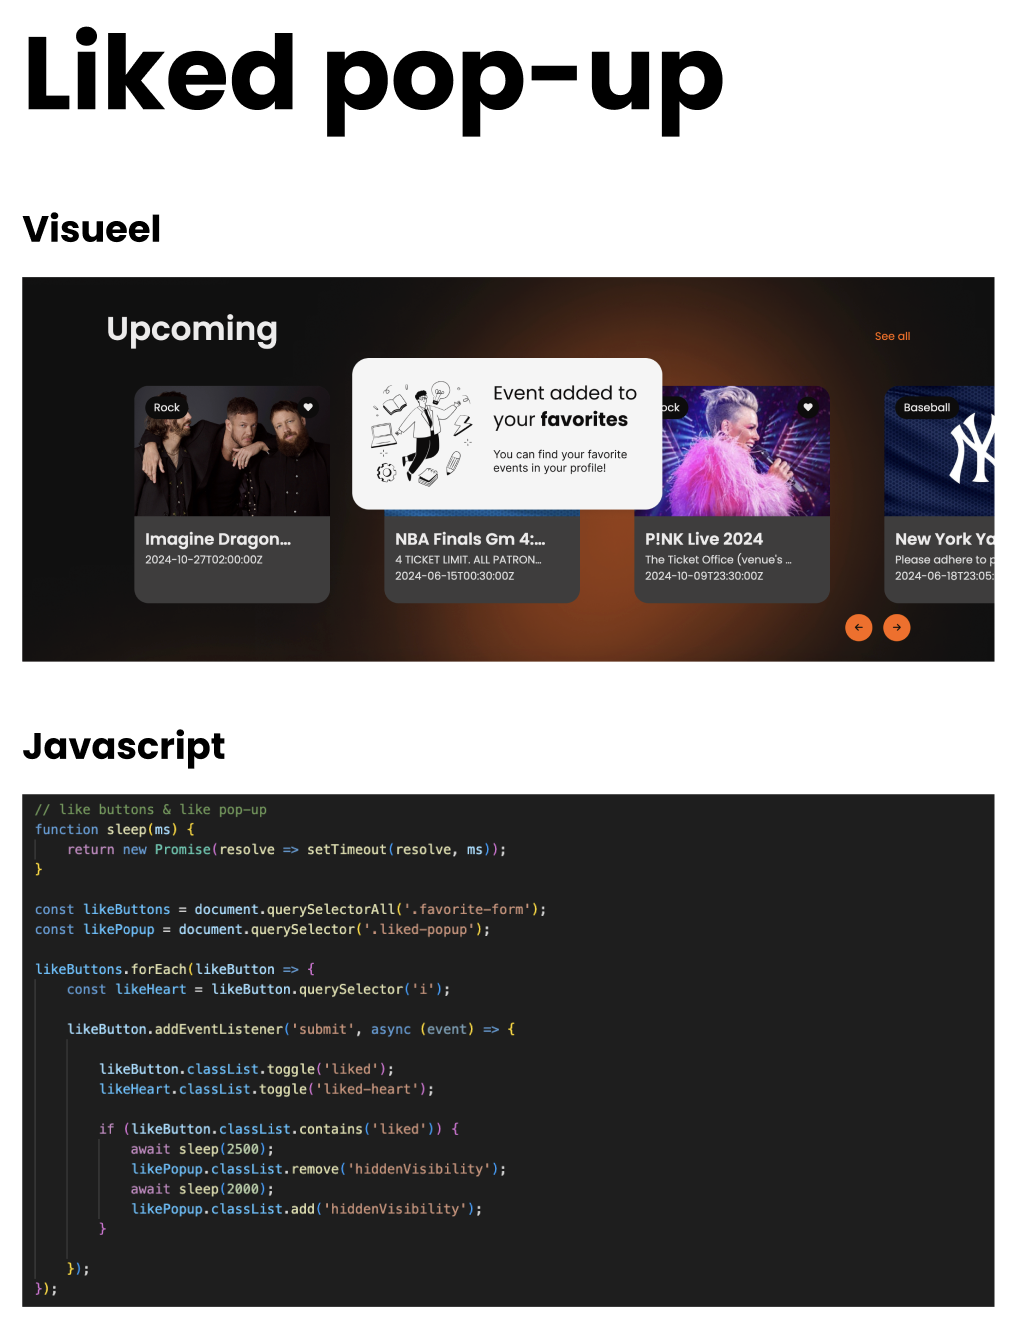 Liked pop-up
Visueel
Upcoming
See all
Rock
Event added to
your favorites
You can find your favorite
events in your profile!
ock
Baseball
NY
Imagine Dragon...
2024-10-27T02:00:00Z
NBA Finals Gm 4:...
4 TICKET LIMIT. ALL PATRON...
2024-06-15T00:30:00Z
P!NK Live 2024
The Ticket Office (venue's ...
2024-10-09T23:30:00Z
New York Ya
Please adhere to p
2024-06-18T23:05:
Javascript
// like buttons & like pop-up
function sleep(ms) {
    return new Promise(resolve => setTimeout(resolve, ms));
}
const likeButtons = document.querySelectorAll('.favorite-form');
const likePopup = document.querySelector('.liked-popup');
likeButtons.forEach(likeButton => {
    const likeHeart = likeButton.querySelector('i');
    likeButton.addEventListener('submit', async (event) => {
        likeButton.classList.toggle('liked');
        likeHeart.classList.toggle('liked-heart');
        if (likeButton.classList.contains('liked')) {
            await sleep(2500);
            likePopup.classList.remove('hiddenVisibility');
            await sleep(2000);
            likePopup.classList.add('hiddenVisibility');
        }
    });
});